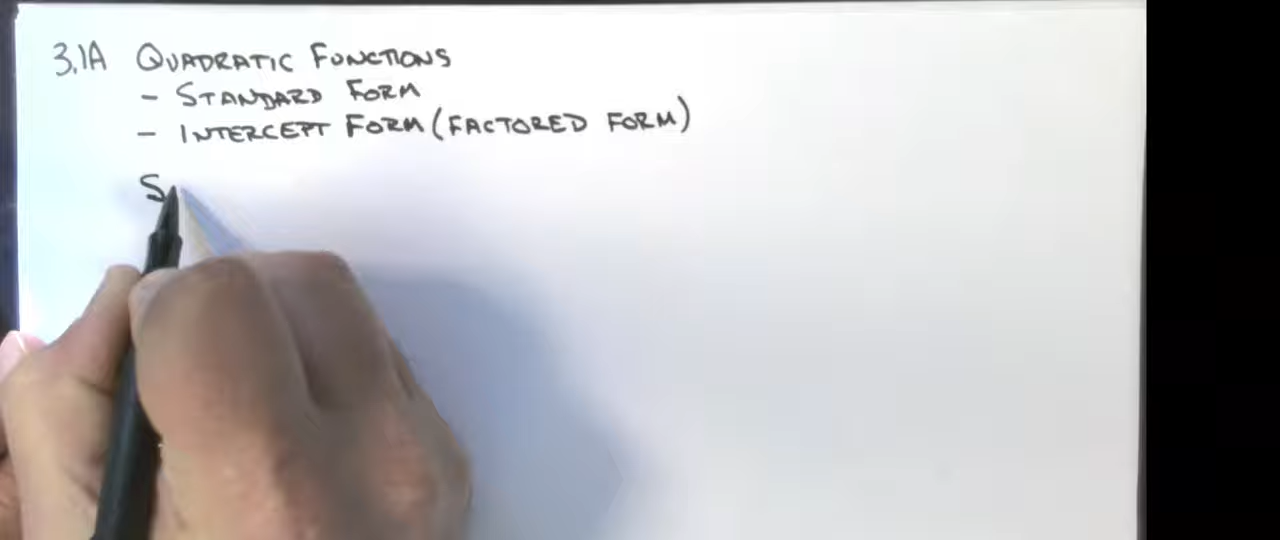 3.1A QUADRATIC FUNCTIONS
- STANDARD FORM
- INTERCEPT FORM (FACTORED FORM)
S